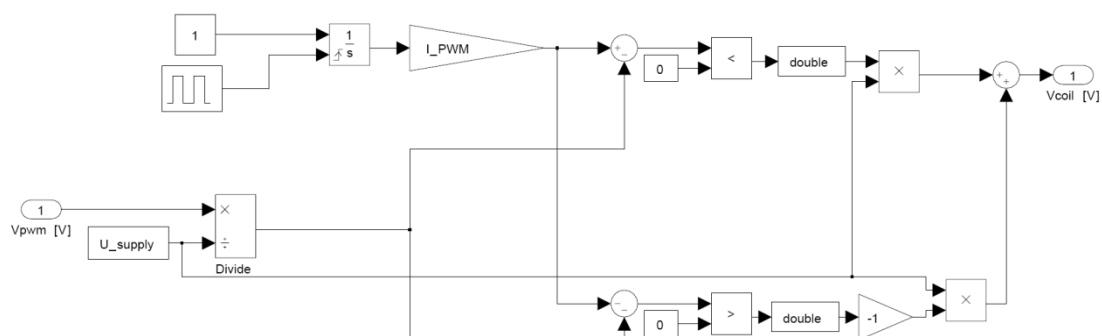 1
1
s
I_PWM
+
−
0
<
double
×
+
+
1
Vcoil [V]
1
Vpwm [V]
U_supply
×
÷
Divide
−
−
0
>
double
-1
×